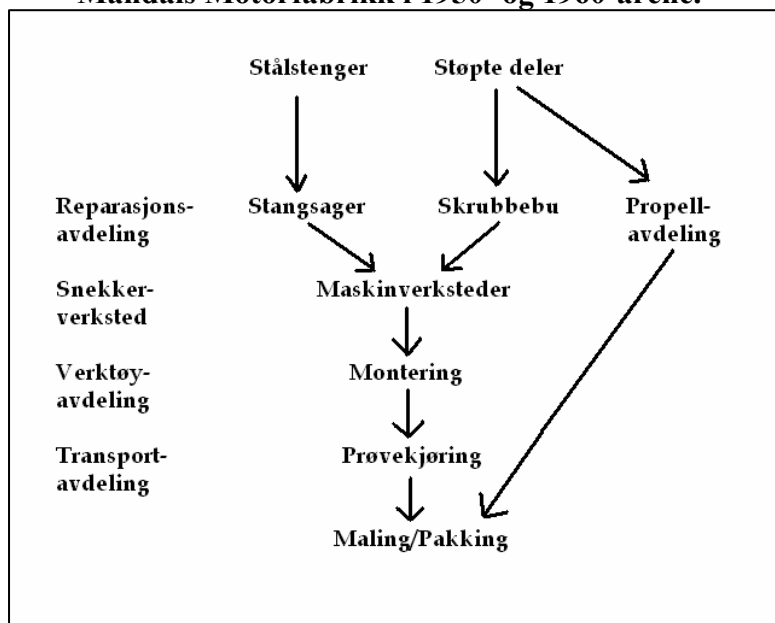 Mandals Motorfabrikk i 1950- og 1960-årene.
Stålstenger
Støpte deler
Reparasjons-
avdeling
Stangsager
Skrubbebu
Propell-
avdeling
Snekker-
verksted
Maskinverksteder
Verktøy-
avdeling
Montering
Transport-
avdeling
Prøvekjøring
Maling/Pakking